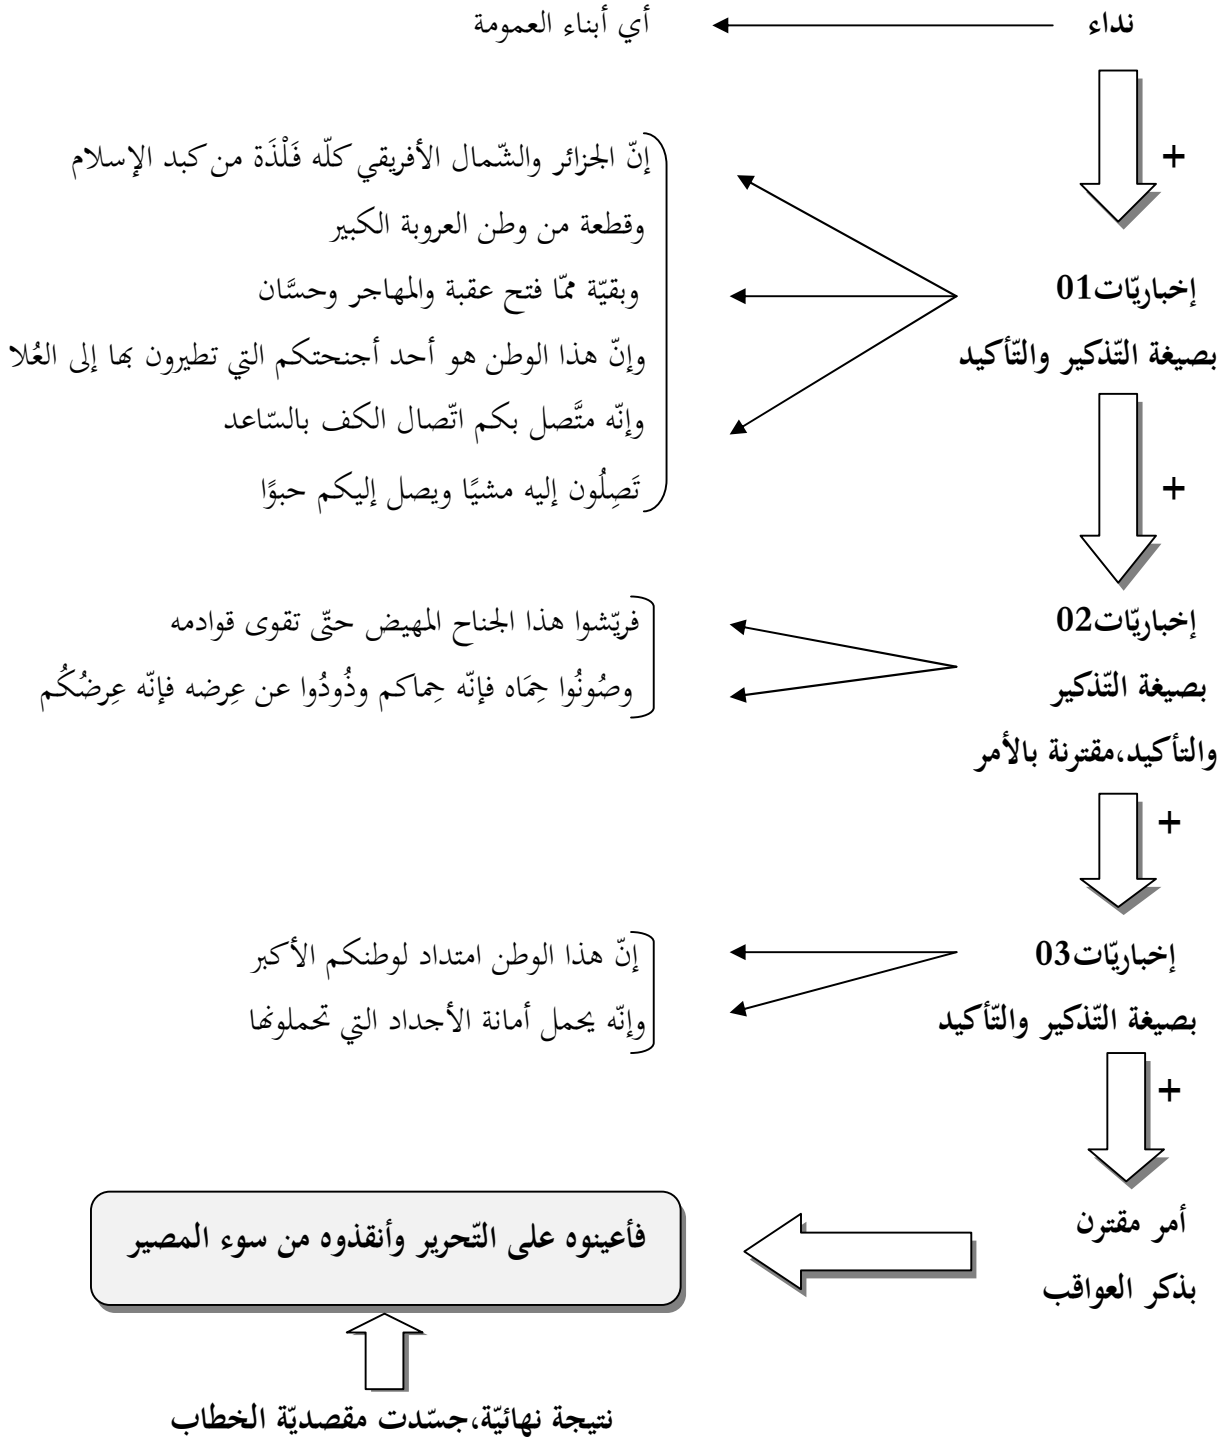 نداء
أي أبناء العمومة
+
إنّ الجزائر والشّمال الأفريقي كلّه فَلْذَة من كبد الإسلام
وقطعة من وطن العروبة الكبير
إخباريّات01
وبقيّة ممّا فتح عقبة والمهاجر وحسَّان
بصيغة التّذكير والتّأكيد
وإنّ هذا الوطن هو أحد أجنحتكم التي تطيرون بها إلى العُلا
وإنّه متَّصل بكم اتّصال الكف بالسّاعد
+
تَصِلُون إليه مشيًا ويصل إليكم حبوًا
إخباريّات02
فريّشوا هذا الجناح المهيض حتّى تقوى قوادمه
بصيغة التّذكير
وصُونُوا حِمَاه فإنّه حِماكم وذُودُوا عن عِرضه فإنّه عِرضُكُم
والتأكيد،مقترنة بالأمر
+
إخباريّات03
إنّ هذا الوطن امتداد لوطنكم الأكبر
بصيغة التّذكير والتّأكيد
وإنّه يحمل أمانة الأجداد التي تحملونها
+
أمر مقترن
فأعينوه على التّحرير وأنقذوه من سوء المصير
بذكر العواقب
نتيجة نهائيّة،جسّدت مقصديّة الخطاب